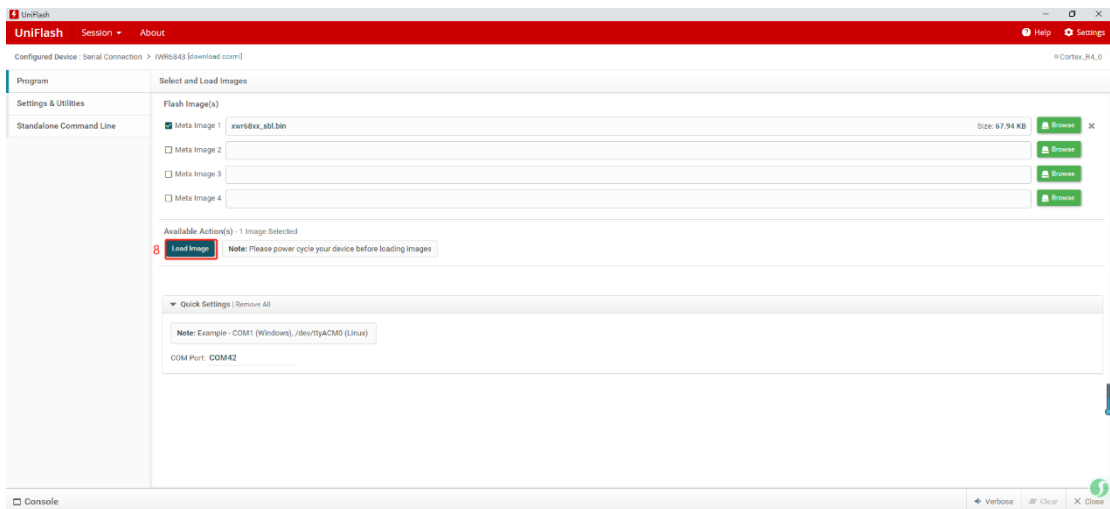 UniFlash
UniFlash Session About Help Settings
Configured Device : Serial Connection > IWR6843 [download ccxml] Cortex_R4_0
Program Select and Load Images
Settings & Utilities Flash Image(s)
Standalone Command Line Meta Image 1 xwr68xx_sbl.bin Size: 67.94 KB Browse
Meta Image 2 Browse
Meta Image 3 Browse
Meta Image 4 Browse
Available Action(s) - 1 Image Selected
8 Load Image Note: Please power cycle your device before loading images
Quick Settings | Remove All
Note: Example - COM1 (Windows), /dev/ttyACM0 (Linux)
COM Port: COM42
Console Verbose Clear Close